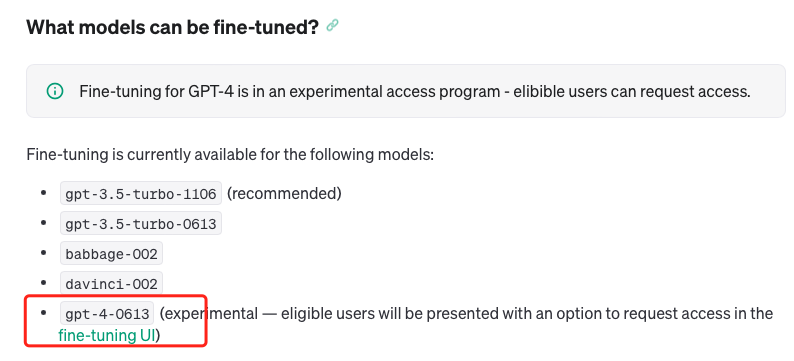 What models can be fine-tuned?
Fine-tuning for GPT-4 is in an experimental access program - elibible users can request access.
Fine-tuning is currently available for the following models:
• gpt-3.5-turbo-1106 (recommended)
• gpt-3.5-turbo-0613
• babbage-002
• davinci-002
• gpt-4-0613 (experimental — eligible users will be presented with an option to request access in the
fine-tuning UI)